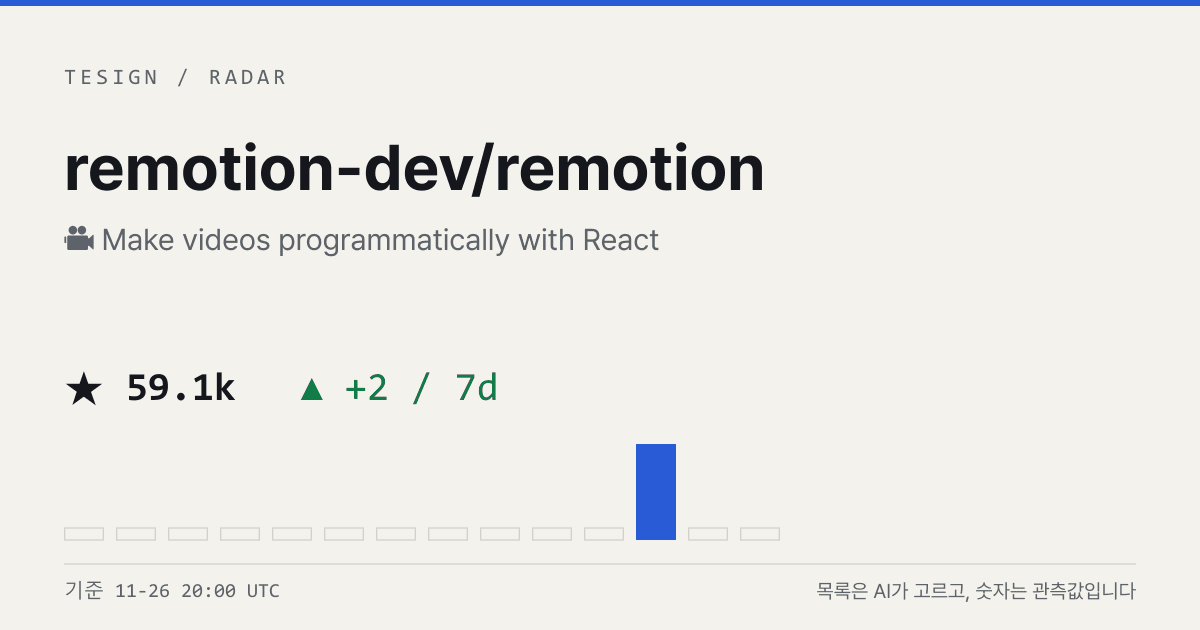 TESIGN / RADAR
remotion-dev/remotion
🎥 Make videos programmatically with React
★ 59.1k ▲ +2 / 7d
기준 11-26 20:00 UTC
목록은 AI가 고르고, 숫자는 관측값입니다